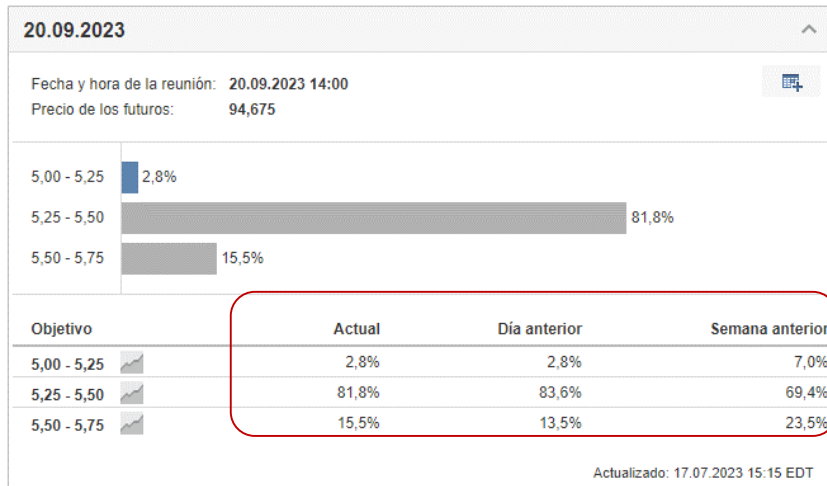 20.09.2023
Fecha y hora de la reunión: 20.09.2023 14:00
Precio de los futuros: 94,675
5,00 - 5,25 2,8%
5,25 - 5,50 81,8%
5,50 - 5,75 15,5%
Objetivo Actual Día anterior Semana anterior
5,00 - 5,25 2,8% 2,8% 7,0%
5,25 - 5,50 81,8% 83,6% 69,4%
5,50 - 5,75 15,5% 13,5% 23,5%
Actualizado: 17.07.2023 15:15 EDT